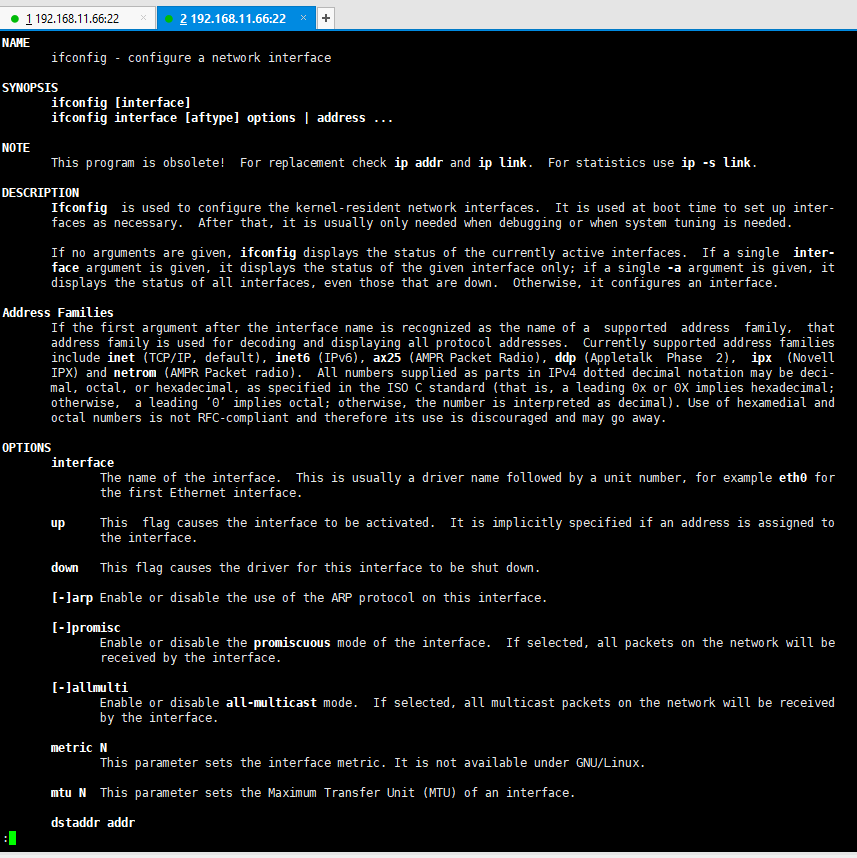 1 192.168.11.66:22 × 2 192.168.11.66:22 × +
NAME
ifconfig - configure a network interface
SYNOPSIS
ifconfig [interface]
ifconfig interface [aftype] options | address ...
NOTE
This program is obsolete!  For replacement check ip addr and ip link.  For statistics use ip -s link.
DESCRIPTION
Ifconfig  is used to configure the kernel-resident network interfaces.  It is used at boot time to set up inter-
faces as necessary.  After that, it is usually only needed when debugging or when system tuning is needed.
If no arguments are given, ifconfig displays the status of the currently active interfaces.  If a single  inter-
face argument is given, it displays the status of the given interface only; if a single -a argument is given, it
displays the status of all interfaces, even those that are down.  Otherwise, it configures an interface.
Address Families
If the first argument after the interface name is recognized as the name of a  supported  address  family,  that
address family is used for decoding and displaying all protocol addresses.  Currently supported address families
include inet (TCP/IP, default), inet6 (IPv6), ax25 (AMPR Packet Radio), ddp (Appletalk  Phase  2),  ipx  (Novell
IPX) and netrom (AMPR Packet radio).  All numbers supplied as parts in IPv4 dotted decimal notation may be deci-
mal, octal, or hexadecimal, as specified in the ISO C standard (that is, a leading 0x or 0X implies hexadecimal;
otherwise,  a leading ’0’ implies octal; otherwise, the number is interpreted as decimal). Use of hexamedial and
octal numbers is not RFC-compliant and therefore its use is discouraged and may go away.
OPTIONS
interface
The name of the interface.  This is usually a driver name followed by a unit number, for example eth0 for
the first Ethernet interface.
up     This  flag causes the interface to be activated.  It is implicitly specified if an address is assigned to
the interface.
down   This flag causes the driver for this interface to be shut down.
[-]arp Enable or disable the use of the ARP protocol on this interface.
[-]promisc
Enable or disable the promiscuous mode of the interface.  If selected, all packets on the network will be
received by the interface.
[-]allmulti
Enable or disable all-multicast mode.  If selected, all multicast packets on the network will be received
by the interface.
metric N
This parameter sets the interface metric. It is not available under GNU/Linux.
mtu N  This parameter sets the Maximum Transfer Unit (MTU) of an interface.
dstaddr addr
: